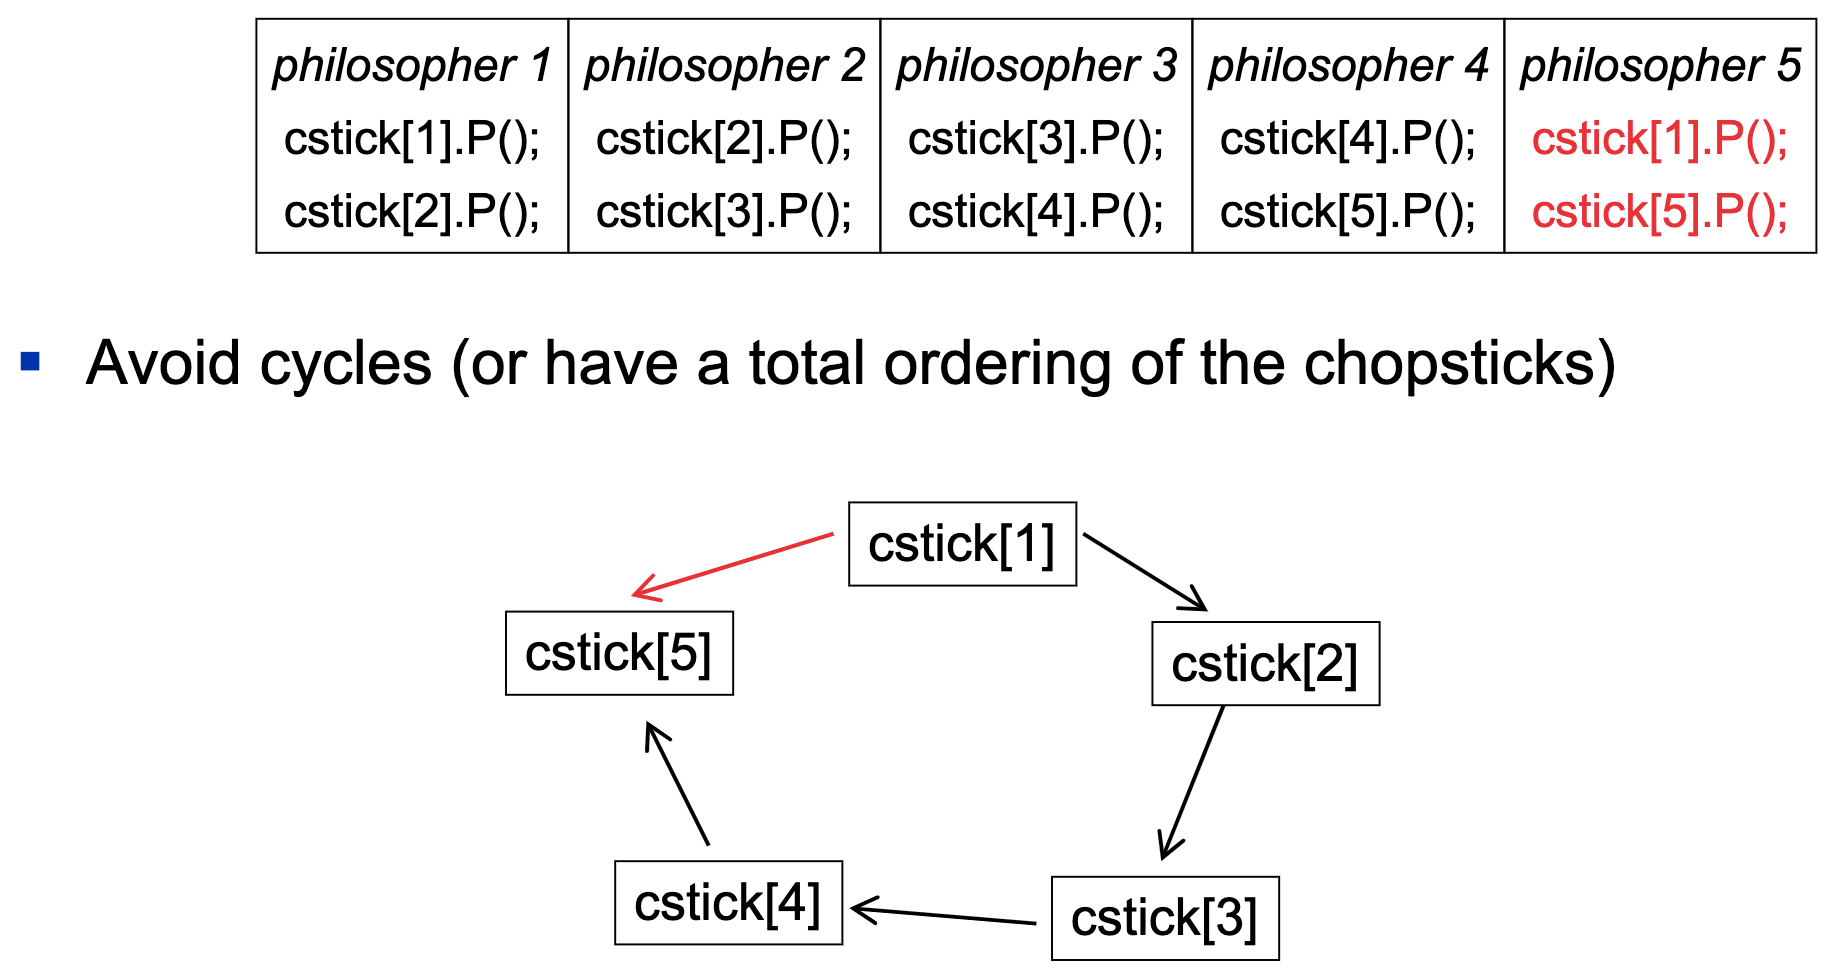 philosopher 1 philosopher 2 philosopher 3 philosopher 4 philosopher 5
cstick[1].P(); cstick[2].P(); cstick[3].P(); cstick[4].P(); cstick[1].P();
cstick[2].P(); cstick[3].P(); cstick[4].P(); cstick[5].P(); cstick[5].P();
Avoid cycles (or have a total ordering of the chopsticks)
cstick[1]
cstick[5]
cstick[2]
cstick[4]
cstick[3]